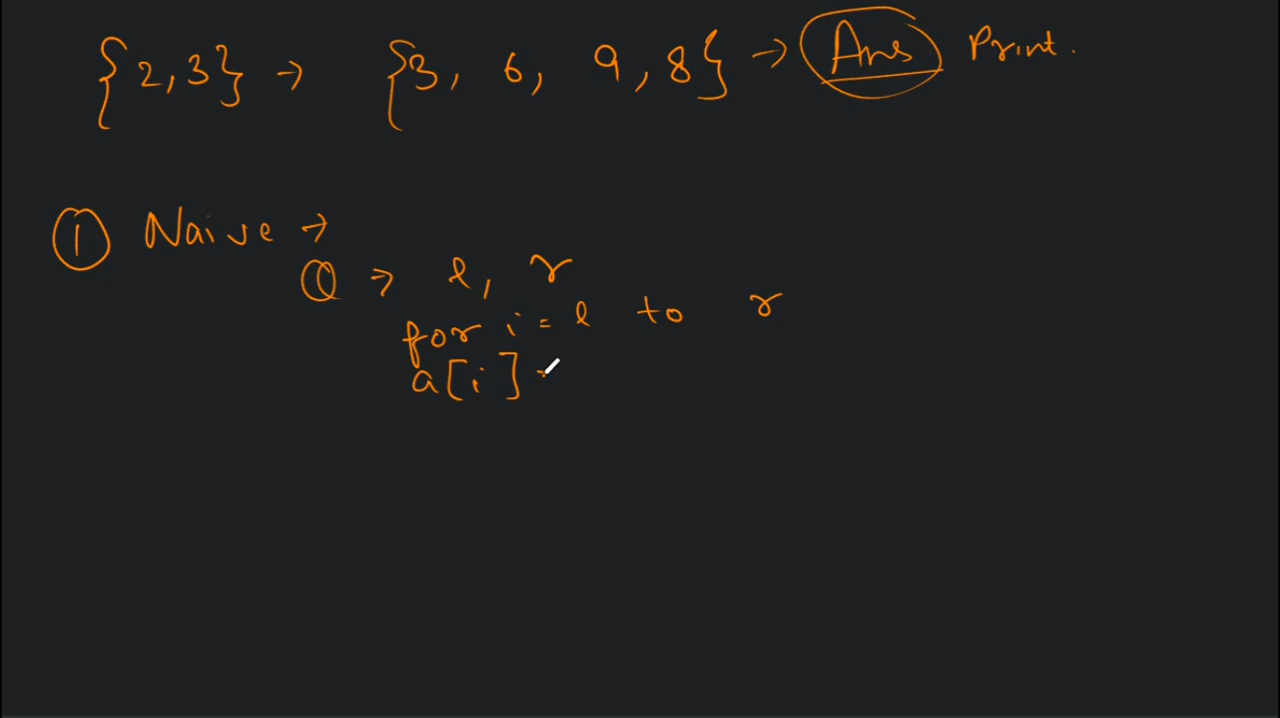 {2,3} → {3, 6, 9,8} → Ans Print.
① Naive →
Q → l, r
for i = l to r
a[i]